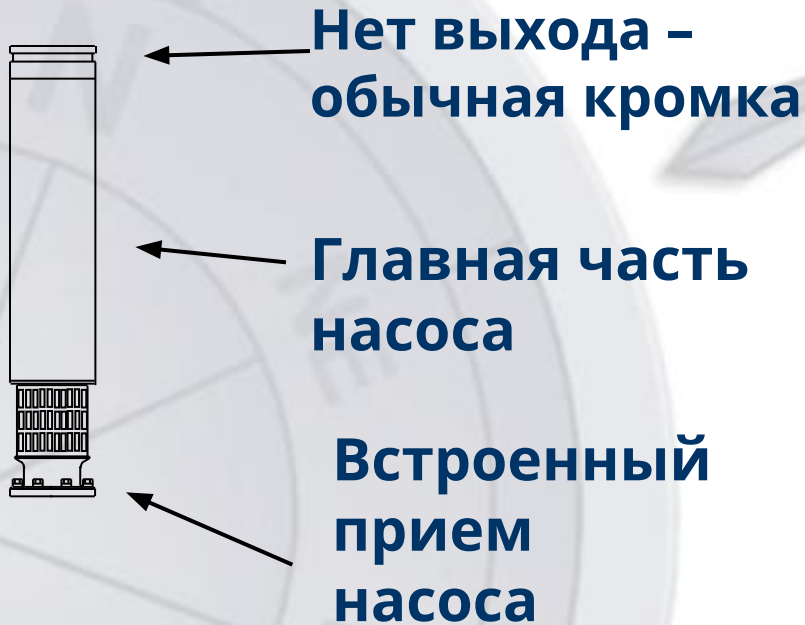 Нет выхода –
обычная кромка
Главная часть
насоса
Встроенный
прием
насоса